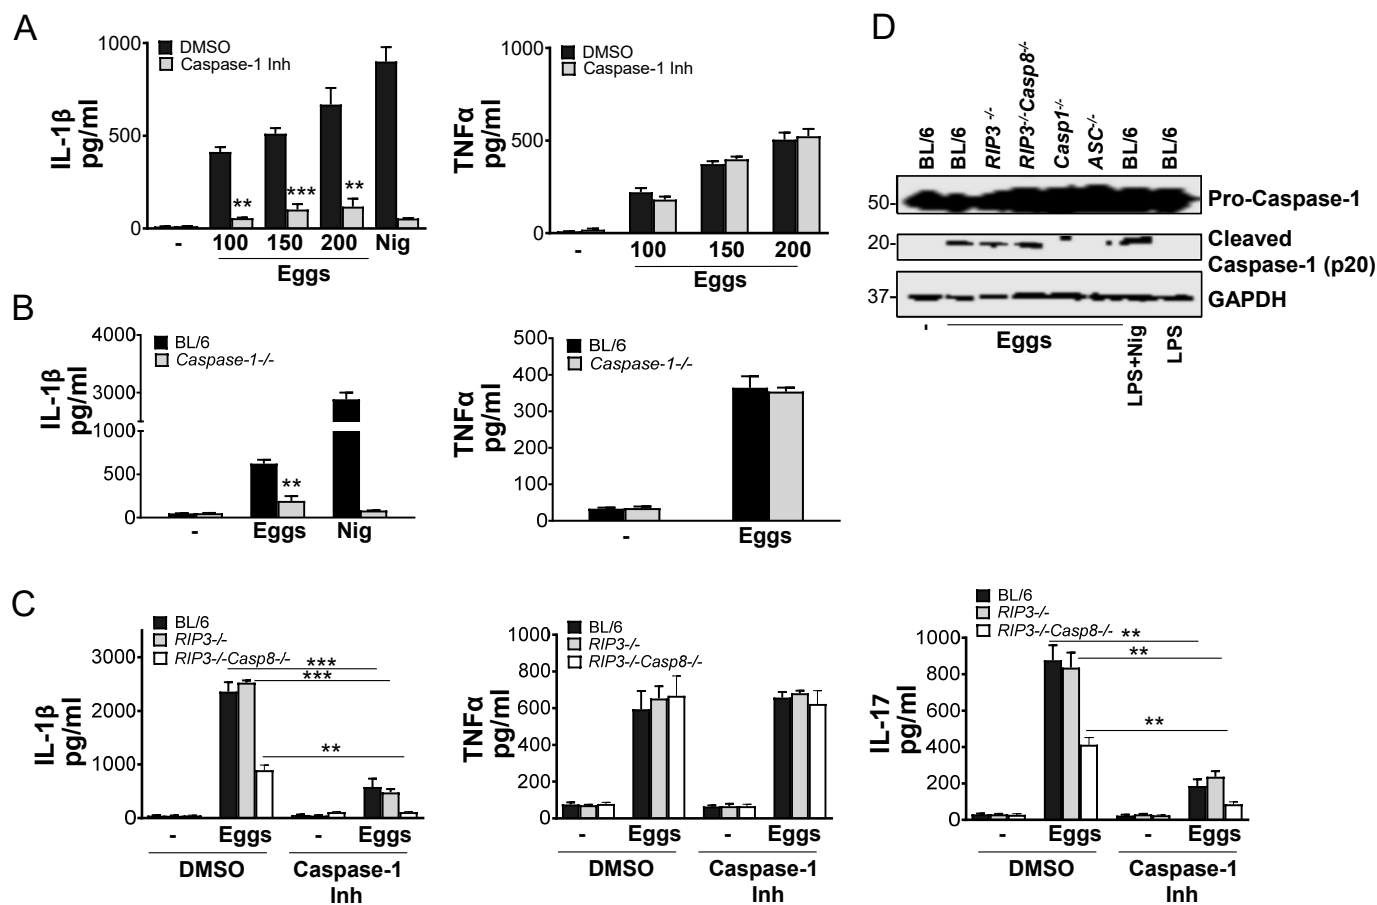 A
1000
500
0
IL-1β
pg/ml
DMSO
Caspase-1 Inh
** *** **
- 100 150 200 Nig
Eggs
1000
500
0
TNFα
pg/ml
DMSO
Caspase-1 Inh
- 100 150 200
Eggs
B
4000
3000
1000
500
0
IL-1β
pg/ml
BL/6
Caspase-1-/-
**
- Eggs Nig
500
400
300
200
100
0
TNFα
pg/ml
BL/6
Caspase-1-/-
- Eggs
C
3000
2000
1000
0
IL-1β
pg/ml
BL/6
RIP3-/-
RIP3-/-Casp8-/-
***
***
**
- Eggs - Eggs
DMSO Caspase-1
Inh
1000
800
600
400
200
0
TNFα
pg/ml
BL/6
RIP3-/-
RIP3-/-Casp8-/-
- Eggs - Eggs
DMSO Caspase-1
Inh
1000
800
600
400
200
0
IL-17
pg/ml
BL/6
RIP3-/-
RIP3-/-Casp8-/-
**
**
**
- Eggs - Eggs
DMSO Caspase-1
Inh
D
BL/6
BL/6
RIP3 -/-
RIP3-/-Casp8-/-
Casp1-/-
ASC-/-
BL/6
BL/6
50- Pro-Caspase-1
20- Cleaved
Caspase-1 (p20)
37- GAPDH
- Eggs
LPS+Nig
LPS